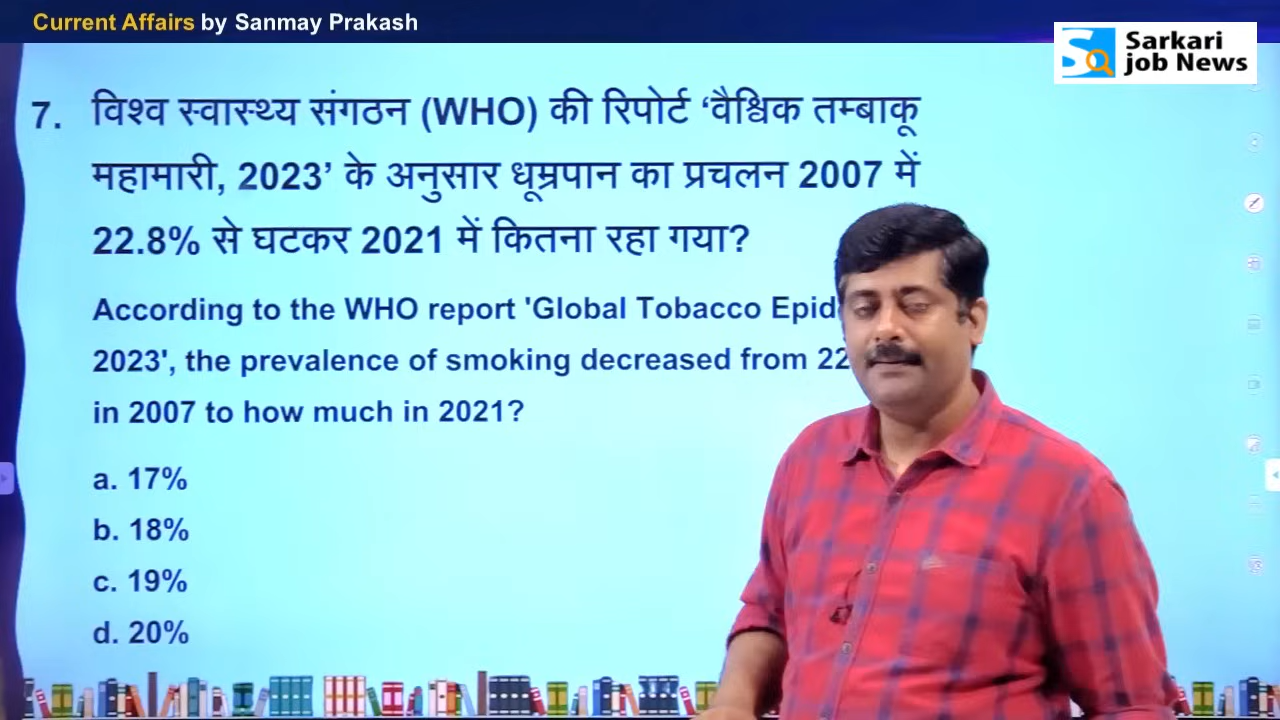 Current Affairs by Sanmay Prakash
Sarkari
job News
7. विश्व स्वास्थ्य संगठन (WHO) की रिपोर्ट ‘वैश्विक तम्बाकू
महामारी, 2023’ के अनुसार धूम्रपान का प्रचलन 2007 में
22.8% से घटकर 2021 में कितना रहा गया?
According to the WHO report 'Global Tobacco
2023', the prevalence of smoking decreased from
in 2007 to how much in 2021?
a. 17%
b. 18%
c. 19%
d. 20%